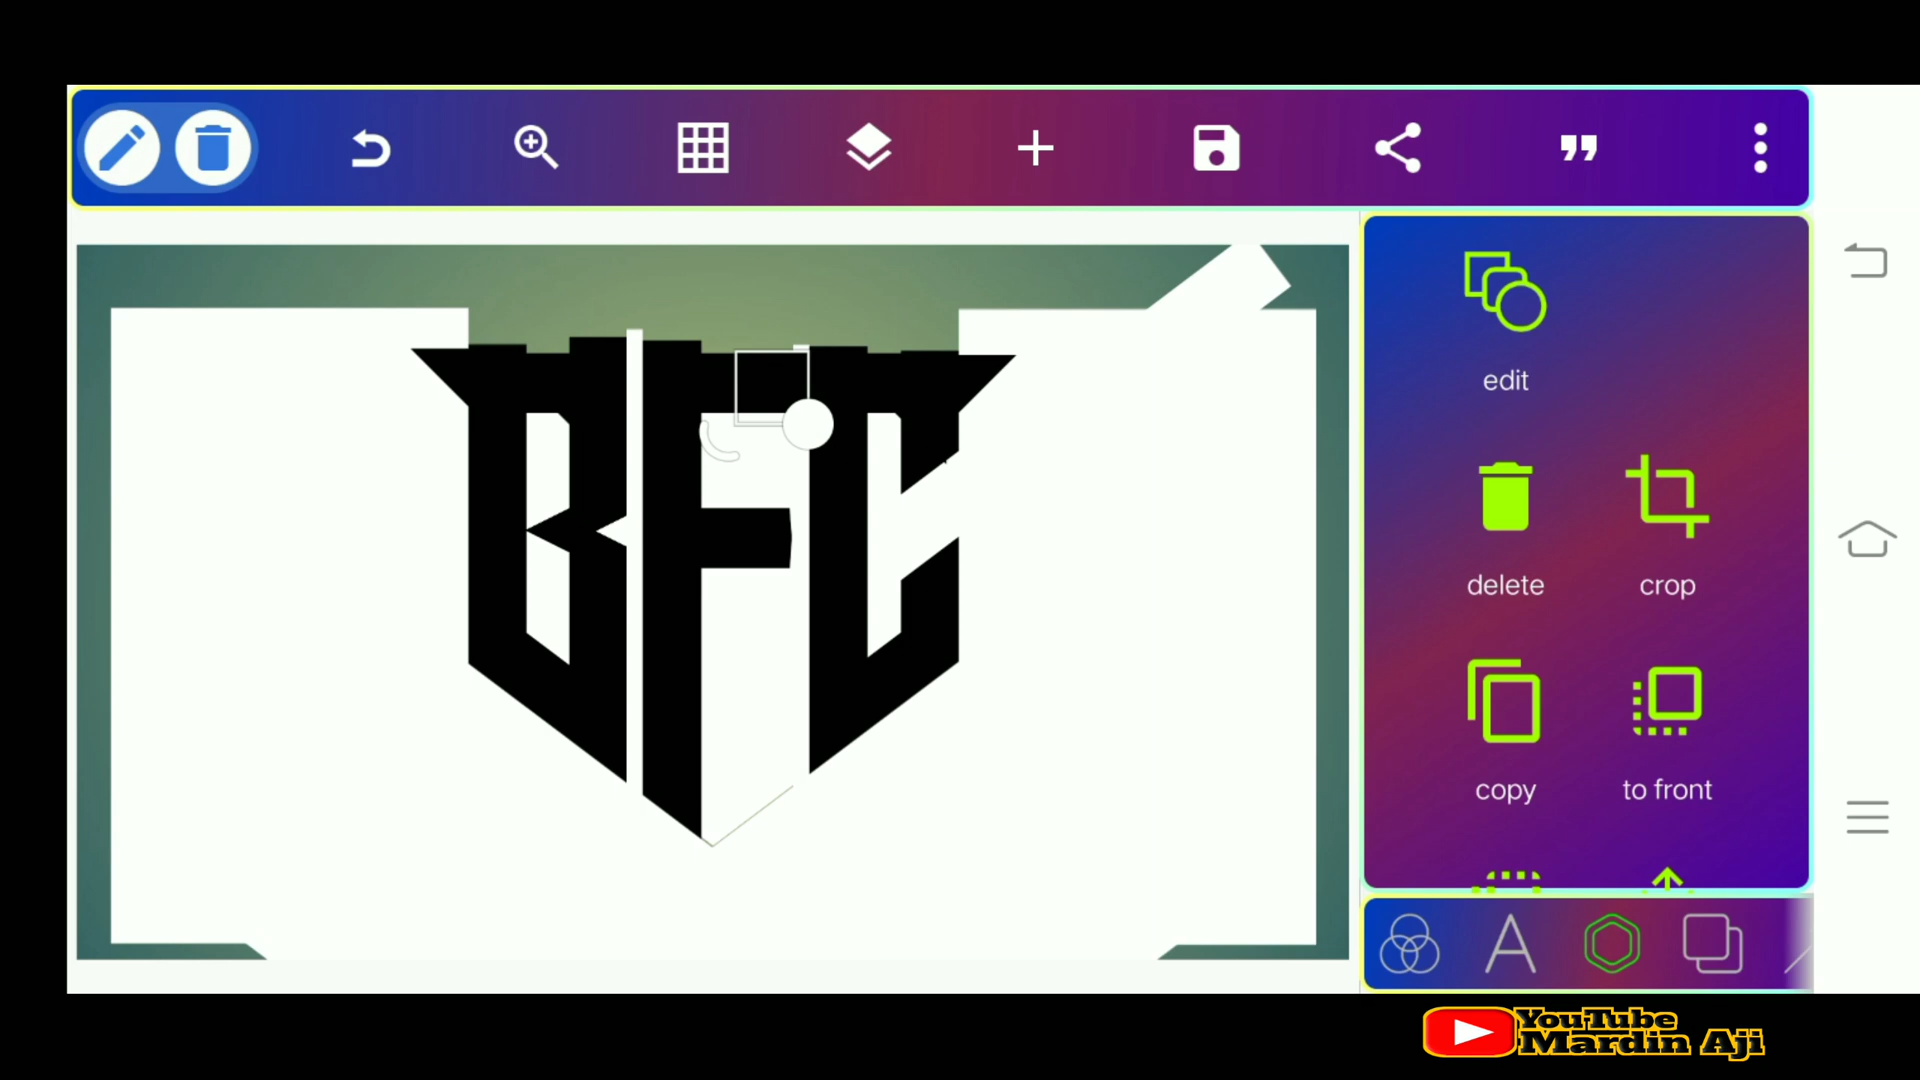 BFC
edit
delete
crop
copy
to front
A
YouTube
Mardin Aji